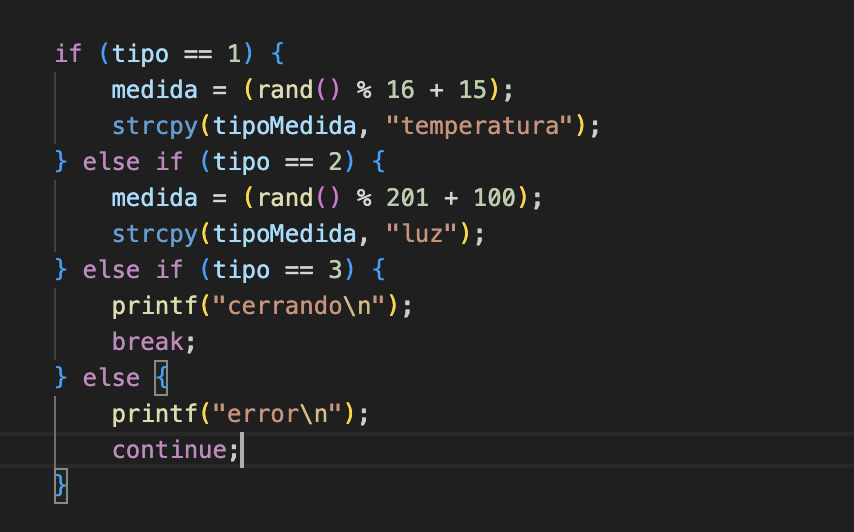 if (tipo == 1) {
    medida = (rand() % 16 + 15);
    strcpy(tipoMedida, "temperatura");
} else if (tipo == 2) {
    medida = (rand() % 201 + 100);
    strcpy(tipoMedida, "luz");
} else if (tipo == 3) {
    printf("cerrando\n");
    break;
} else {
    printf("error\n");
    continue;
}